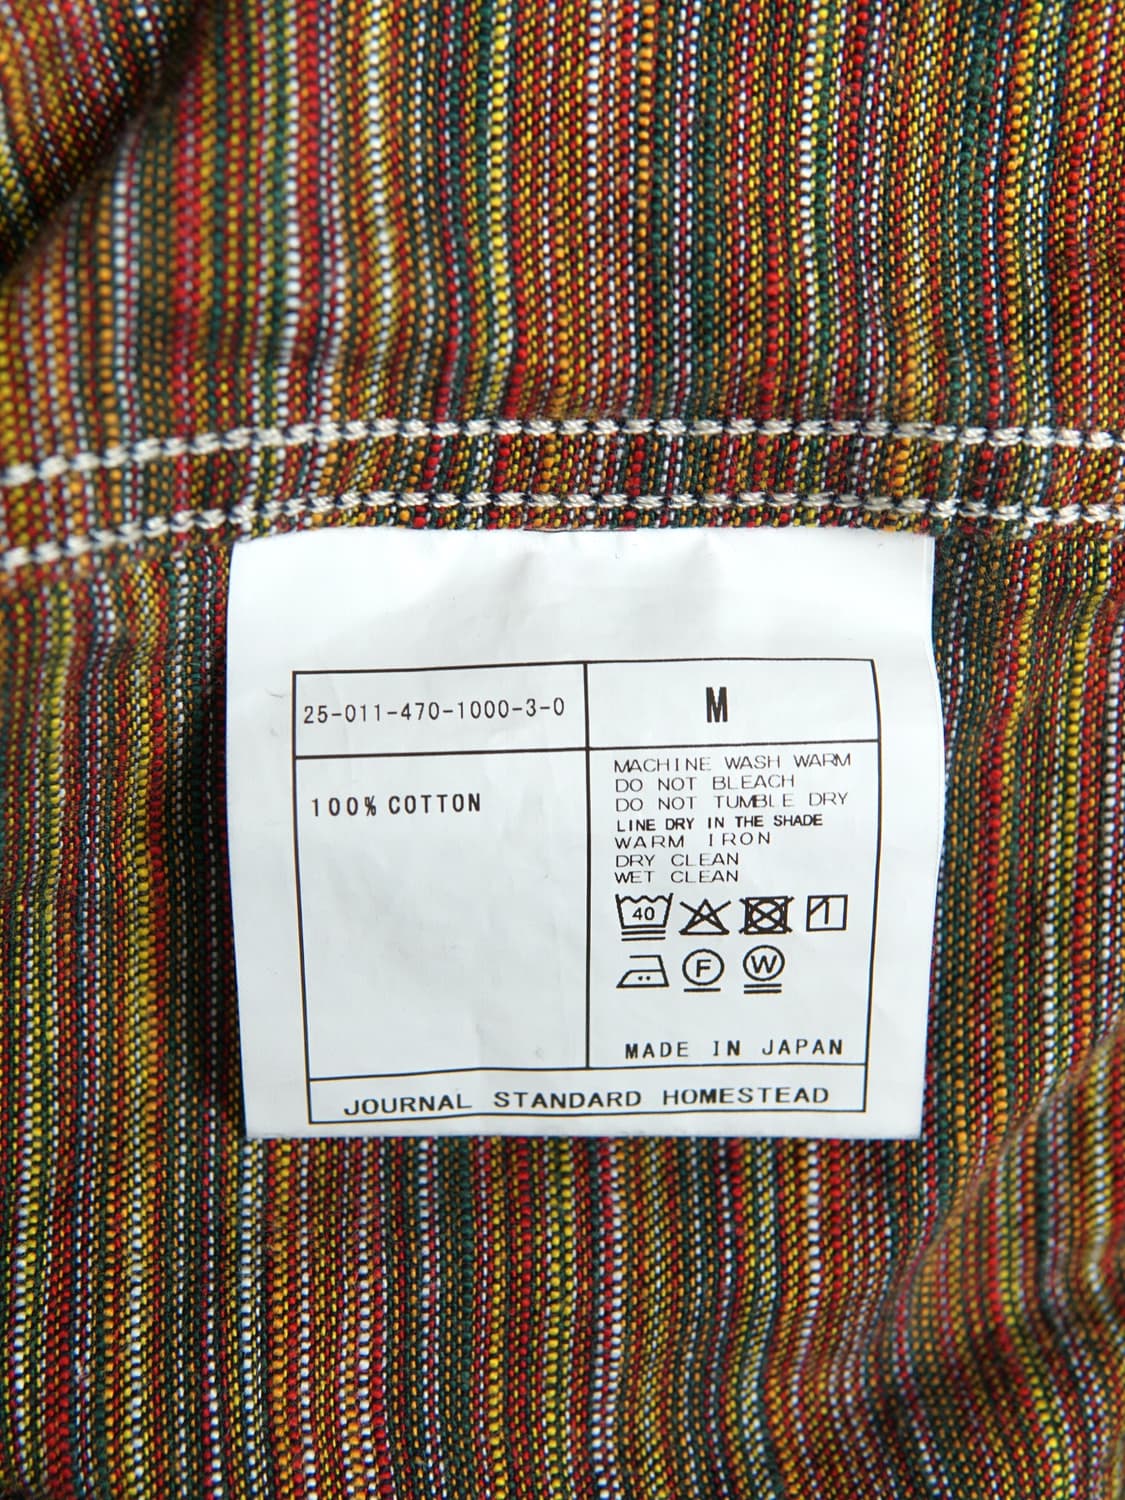 25-011-470-1000-3-0
M
100% COTTON
MACHINE WASH WARM
DO NOT BLEACH
DO NOT TUMBLE DRY
LINE DRY IN THE SHADE
WARM IRON
DRY CLEAN
WET CLEAN
40
F
W
MADE IN JAPAN
JOURNAL STANDARD HOMESTEAD